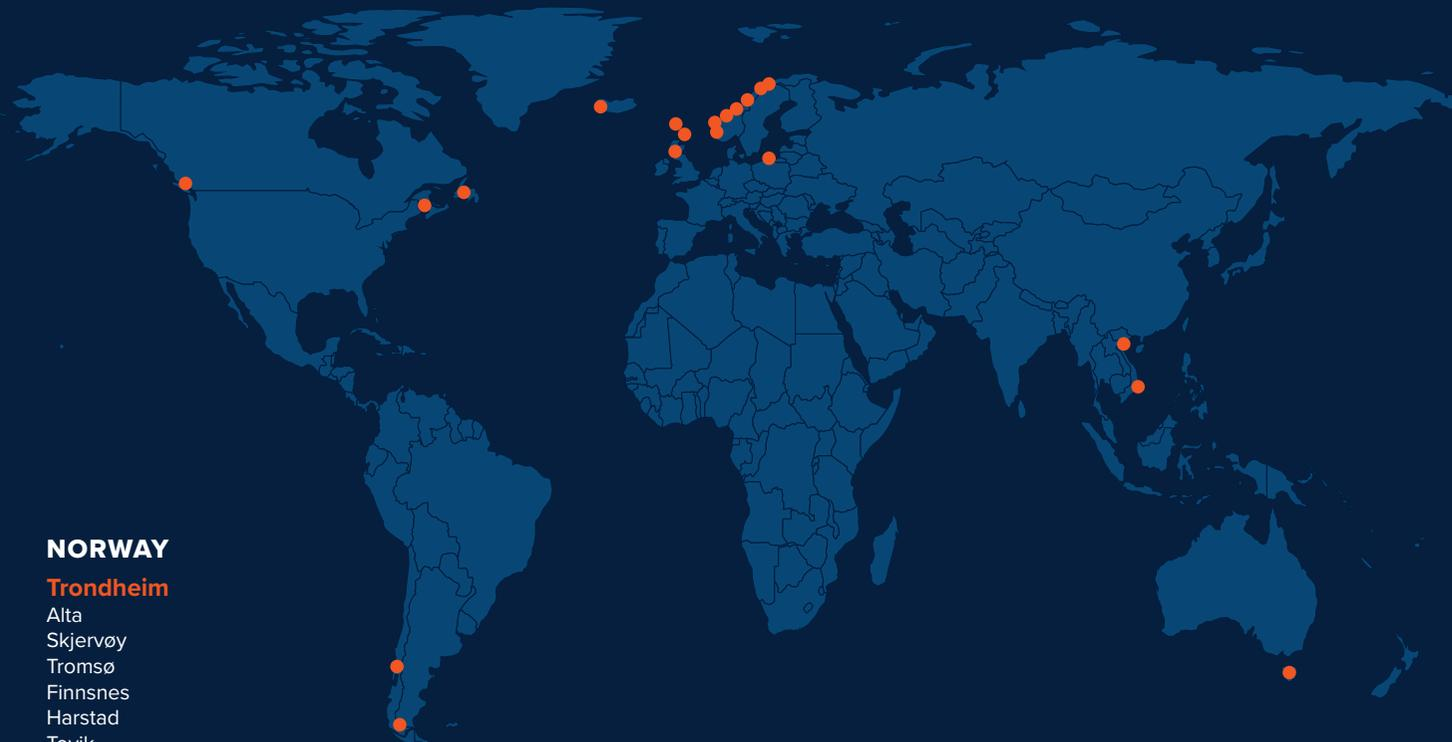 NORWAY
Trondheim
Alta
Skjervøy
Tromsø
Finnsnes
Harstad